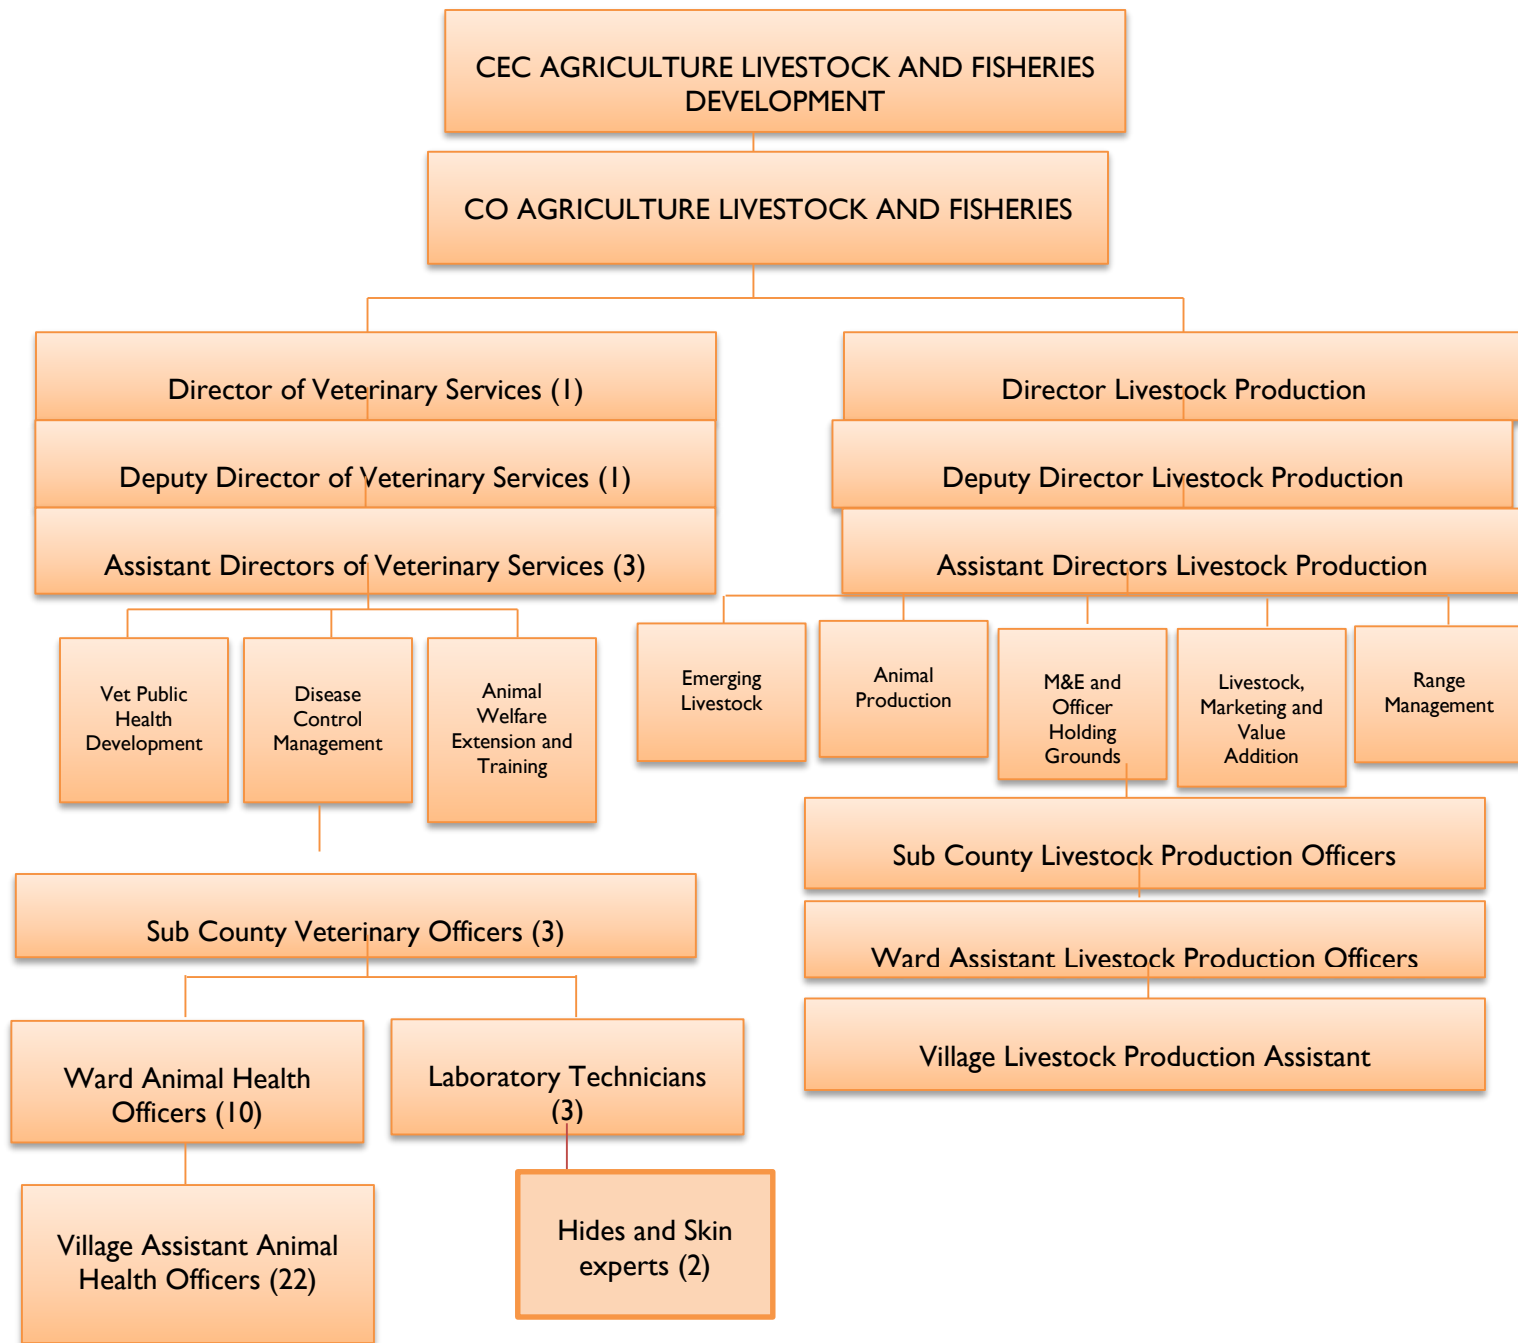 CEC AGRICULTURE LIVESTOCK AND FISHERIES
DEVELOPMENT
CO AGRICULTURE LIVESTOCK AND FISHERIES
Director of Veterinary Services (1)
Director Livestock Production
Deputy Director of Veterinary Services (1)
Deputy Director Livestock Production
Assistant Directors of Veterinary Services (3)
Assistant Directors Livestock Production
Vet Public
Health
Development
Disease
Control
Management
Animal
Welfare
Extension and
Training
Emerging
Livestock
Animal
Production
M&E and
Officer
Holding
Grounds
Livestock,
Marketing and
Value
Addition
Range
Management
Sub County Veterinary Officers (3)
Sub County Livestock Production Officers
Ward Assistant Livestock Production Officers
Village Livestock Production Assistant
Ward Animal Health
Officers (10)
Laboratory Technicians
(3)
Village Assistant Animal
Health Officers (22)
Hides and Skin
experts (2)